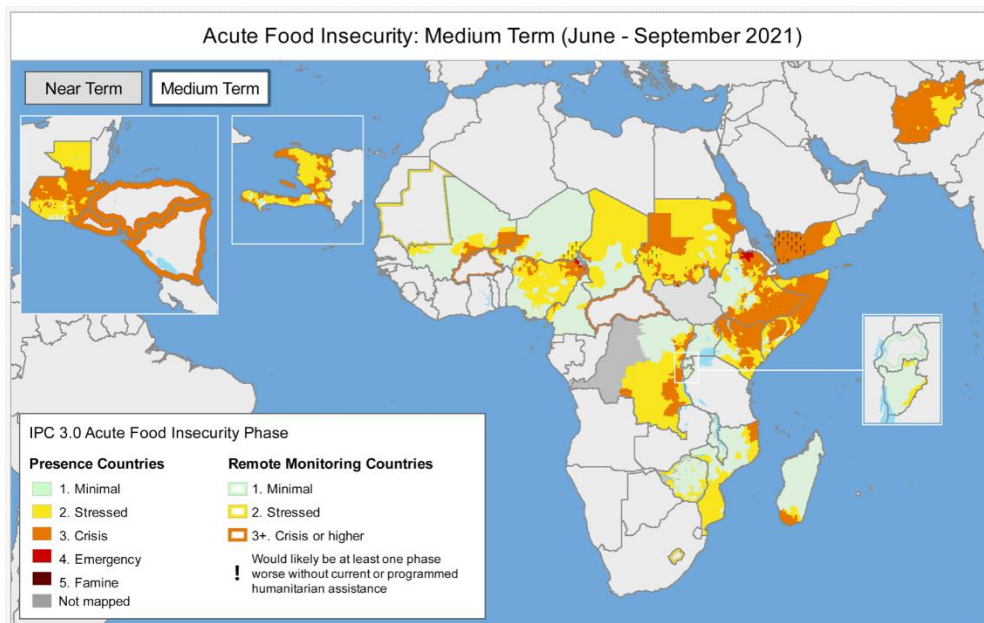 Acute Food Insecurity: Medium Term (June - September 2021)
Near Term
Medium Term
IPC 3.0 Acute Food Insecurity Phase
Presence Countries
1. Minimal
2. Stressed
3. Crisis
4. Emergency
5. Famine
Not mapped
Remote Monitoring Countries
1. Minimal
2. Stressed
3+. Crisis or higher
! Would likely be at least one phase
worse without current or programmed
humanitarian assistance